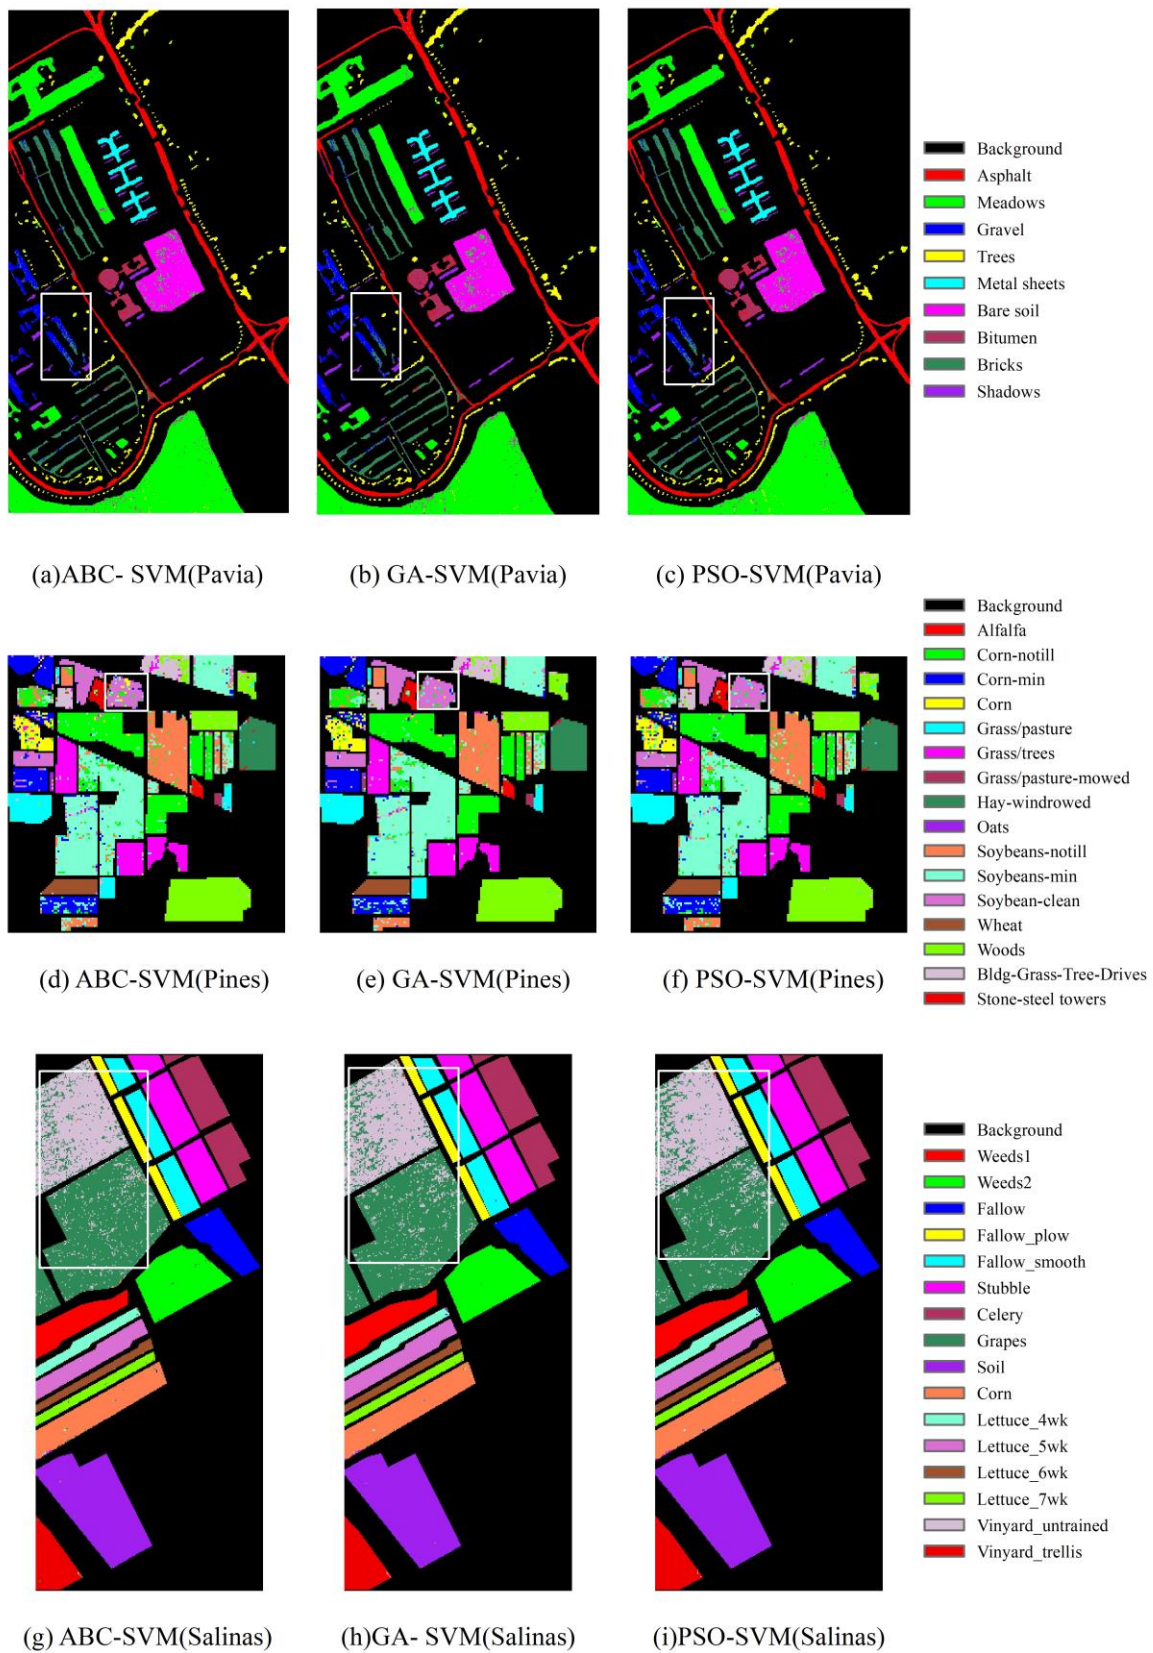 Background
Asphalt
Meadows
Gravel
Trees
Metal sheets
Bare soil
Bitumen
Bricks
Shadows
(a)ABC- SVM(Pavia)
(b) GA-SVM(Pavia)
(c) PSO-SVM(Pavia)
Background
Alfalfa
Corn-notill
Corn-min
Corn
Grass/pasture
Grass/trees
Grass/pasture-mowed
Hay-windrowed
Oats
Soybeans-notill
Soybeans-min
Soybean-clean
Wheat
Woods
Bldg-Grass-Tree-Drives
Stone-steel towers
(d) ABC-SVM(Pines)
(e) GA-SVM(Pines)
(f) PSO-SVM(Pines)
Background
Weeds1
Weeds2
Fallow
Fallow_plow
Fallow_smooth
Stubble
Celery
Grapes
Soil
Corn
Lettuce_4wk
Lettuce_5wk
Lettuce_6wk
Lettuce_7wk
Vinyard_untrained
Vinyard_trellis
(g) ABC-SVM(Salinas)
(h)GA- SVM(Salinas)
(i)PSO-SVM(Salinas)